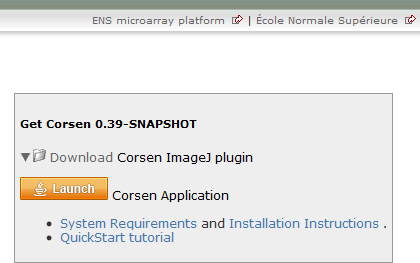 ENS microarray platform | École Normale Supérieure
Get Corsen 0.39-SNAPSHOT
Download Corsen ImageJ plugin
Launch Corsen Application
System Requirements and Installation Instructions .
QuickStart tutorial